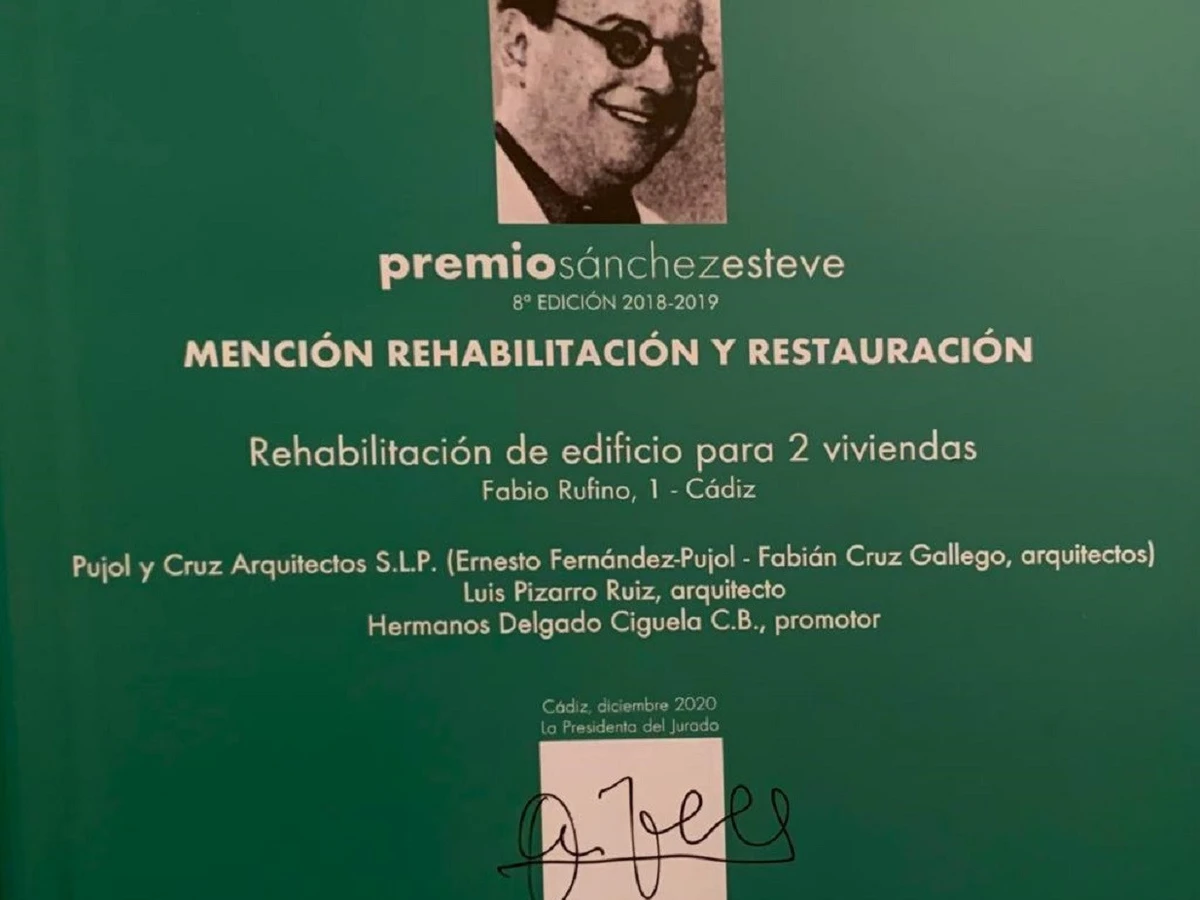 premiosánchezesteve
8ª EDICIÓN 2018-2019
MENCIÓN REHABILITACIÓN Y RESTAURACIÓN
Rehabilitación de edificio para 2 viviendas
Fabio Rufino, 1 - Cádiz
Pujol y Cruz Arquitectos S.L.P. (Ernesto Fernández-Pujol - Fabián Cruz Gallego, arquitectos)
Luis Pizarro Ruiz, arquitecto
Hermanos Delgado Ciguela C.B., promotor
Cádiz, diciembre 2020
La Presidenta del Jurado